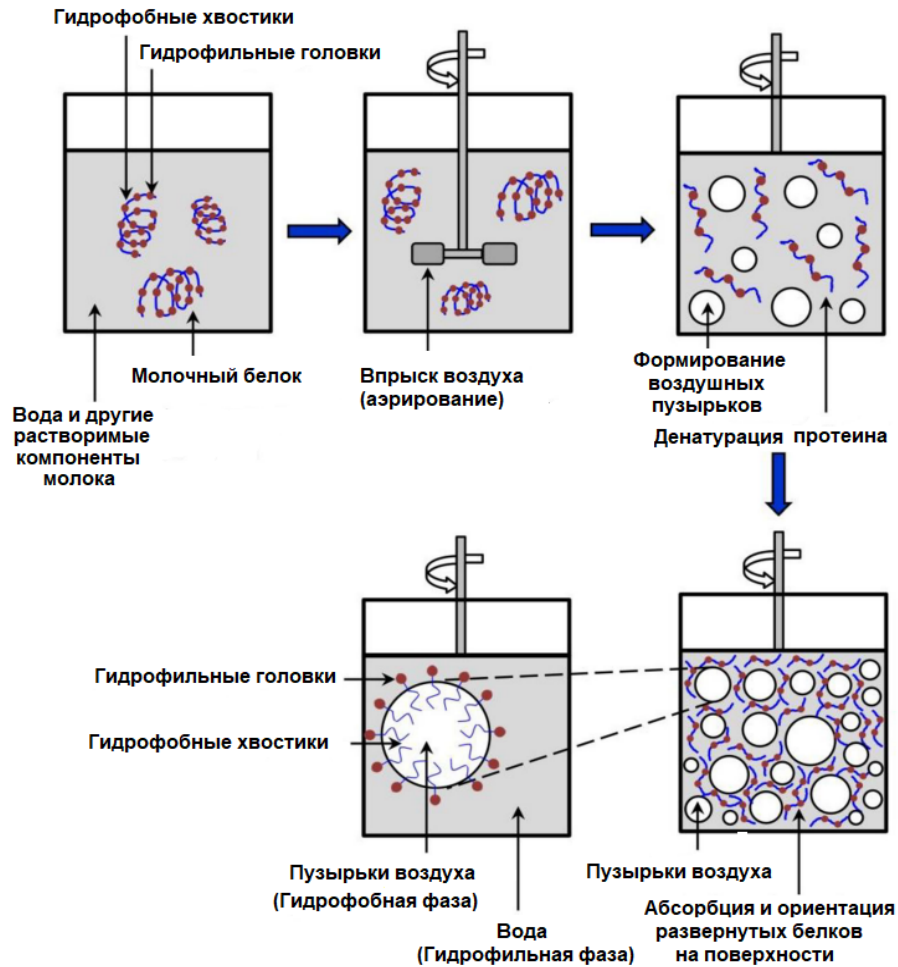 Гидрофобные хвостики
Гидрофильные головки
Молочный белок
Вода и другие
растворимые
компоненты
молока
Впрыск воздуха
(аэрирование)
Формирование
воздушных
пузырьков
Денатурация протеина
Гидрофильные головки
Гидрофобные хвостики
Пузырьки воздуха
(Гидрофобная фаза)
Вода
(Гидрофильная фаза)
Пузырьки воздуха
Абсорбция и ориентация
развернутых белков
на поверхности